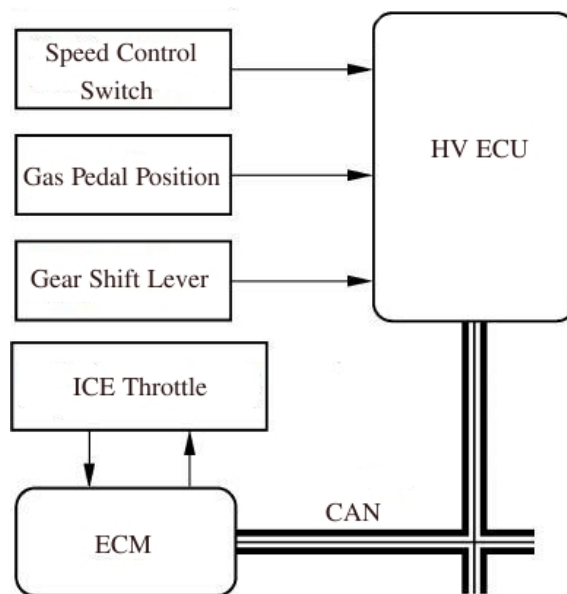 Speed Control
Switch
HV ECU
Gas Pedal Position
Gear Shift Lever
ICE Throttle
CAN
ECM